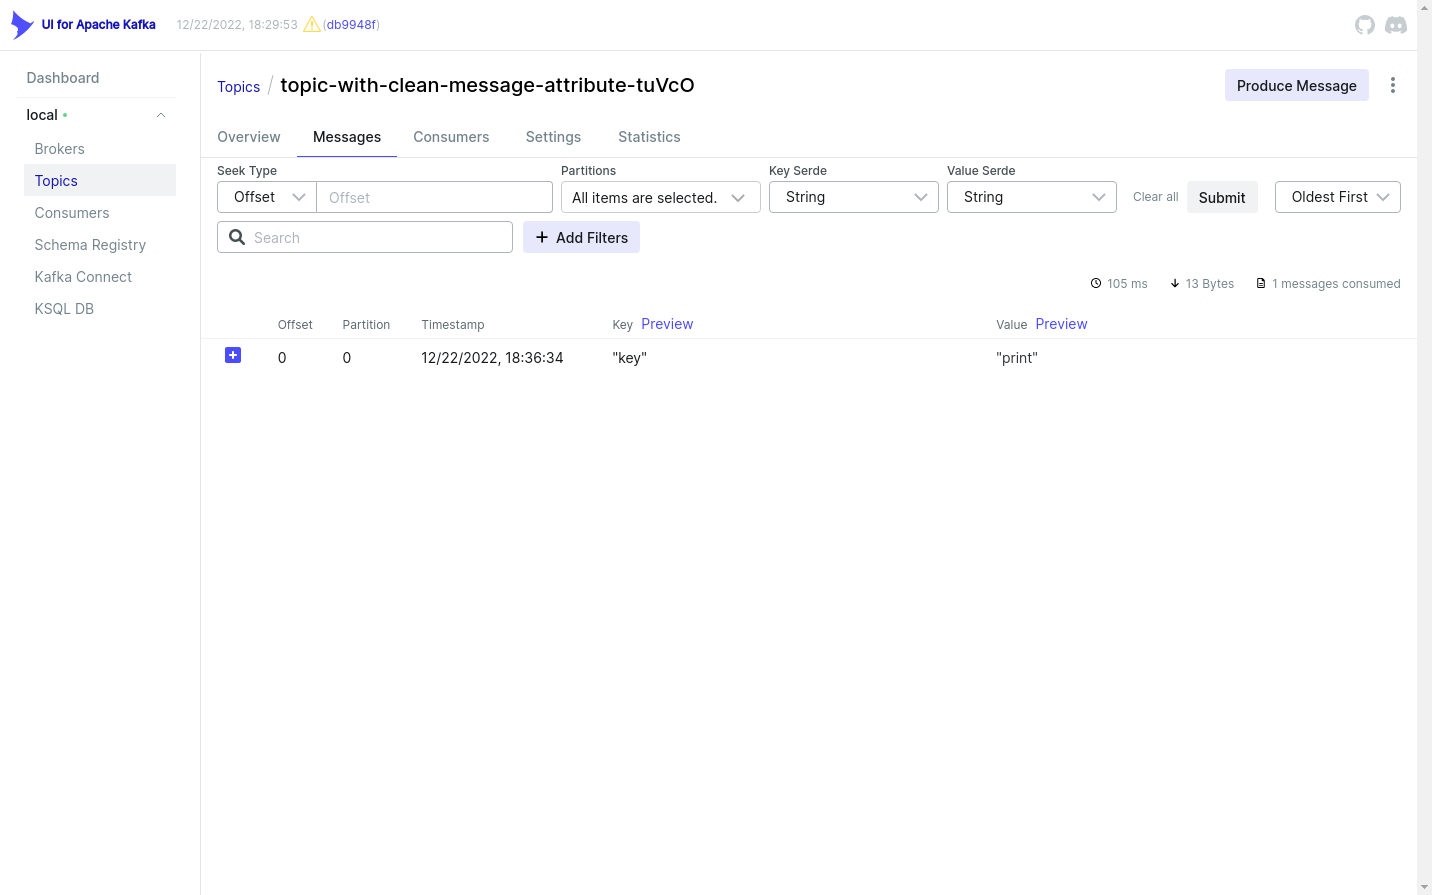 UI for Apache Kafka 12/22/2022, 18:29:53 (db9948f)
Dashboard
local
Brokers
Topics
Consumers
Schema Registry
Kafka Connect
KSQL DB
Topics / topic-with-clean-message-attribute-tuVcO
Produce Message
Overview Messages Consumers Settings Statistics
Seek Type Partitions Key Serde Value Serde
Offset Offset All items are selected. String String Clear all Submit Oldest First
Search Add Filters
105 ms 13 Bytes 1 messages consumed
Offset Partition Timestamp Key Preview Value Preview
0 0 12/22/2022, 18:36:34 "key" "print"